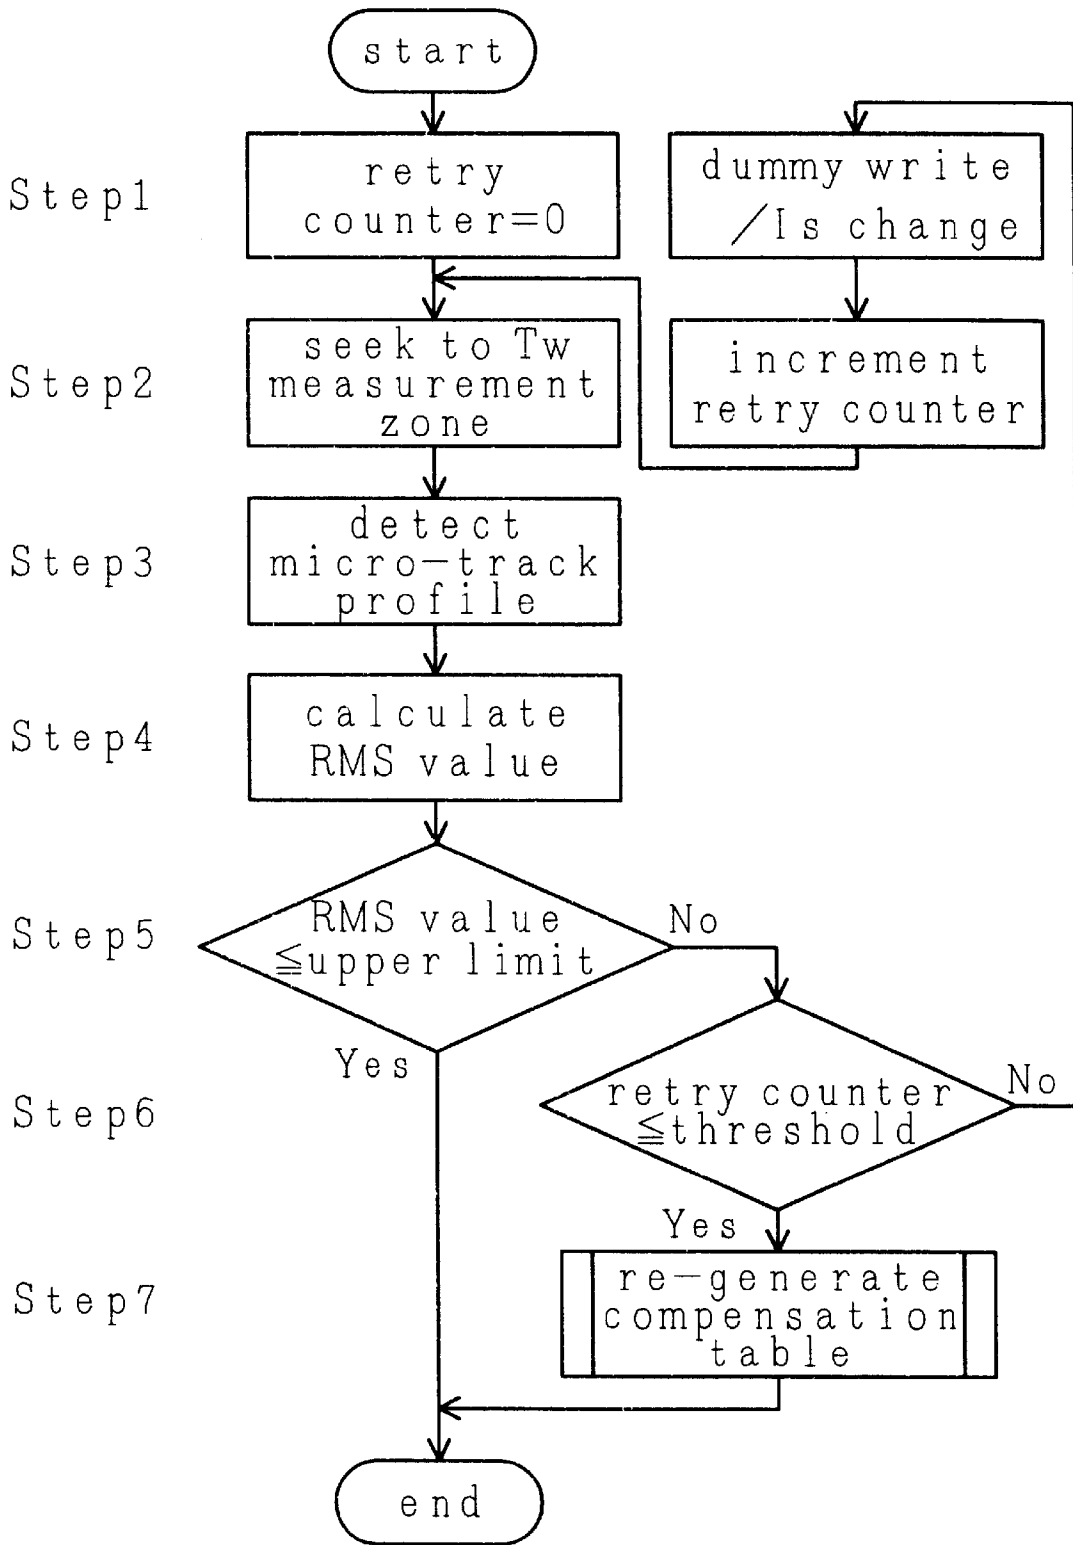 start
Step1
retry
counter=0
dummy write
/Is change
Step2
seek to Tw
measurement
zone
increment
retry counter
Step3
detect
micro-track
profile
Step4
calculate
RMS value
Step5
RMS value
≦upper limit
No
Yes
Step6
retry counter
≦threshold
No
Yes
Step7
re-generate
compensation
table
end